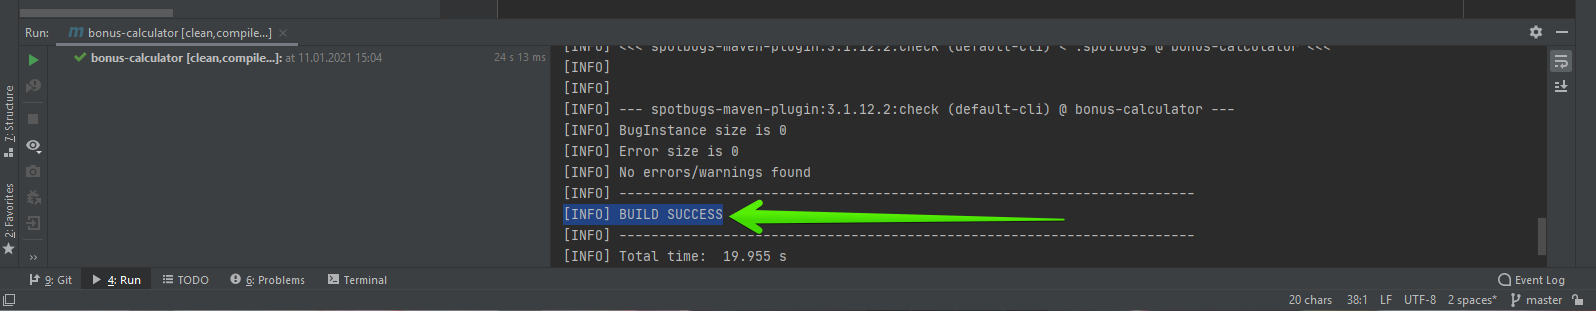 Run: bonus-calculator [clean,compile...]
bonus-calculator [clean,compile...]: at 11.01.2021 15:04 24 s 13 ms
[INFO] <<< spotbugs-maven-plugin:3.1.12.2:check (default-cli) < :spotbugs @ bonus-calculator <<<
[INFO]
[INFO]
[INFO] --- spotbugs-maven-plugin:3.1.12.2:check (default-cli) @ bonus-calculator ---
[INFO] BugInstance size is 0
[INFO] Error size is 0
[INFO] No errors/warnings found
[INFO] ------------------------------------------------------------------------
[INFO] BUILD SUCCESS
[INFO] ------------------------------------------------------------------------
[INFO] Total time:  19.955 s
7: Structure
2: Favorites
9: Git 4: Run TODO 6: Problems Terminal Event Log
20 chars 38:1 LF UTF-8 2 spaces* master